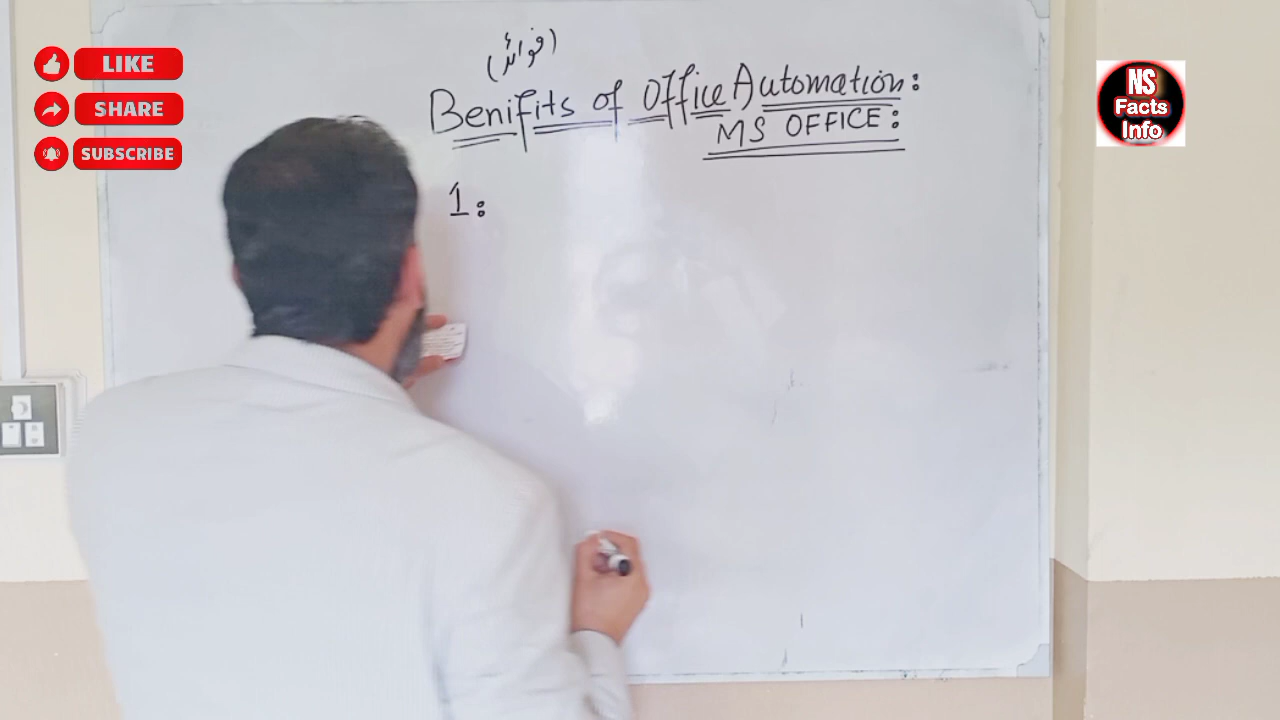 LIKE
SHARE
SUBSCRIBE
NS
Facts
Info
(فوائد)
Benifits of Office Automation:
MS OFFICE:
1: